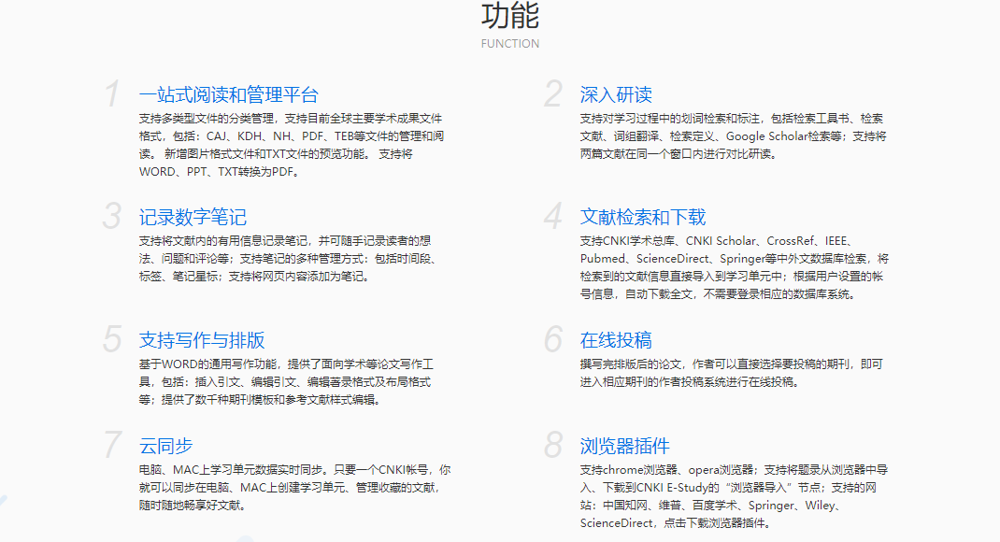 功能
FUNCTION
1 一站式阅读和管理平台
支持多类型文件的分类管理，支持目前全球主要学术成果文件
格式，包括：CAJ、KDH、NH、PDF、TEB等文件的管理和阅
读。 新增图片格式文件和TXT文件的预览功能。 支持将
WORD、PPT、TXT转换为PDF。
2 深入研读
支持对学习过程中的划词检索和标注，包括检索工具书、检索
文献、词组翻译、检索定义、Google Scholar检索等；支持将
两篇文献在同一个窗口内进行对比研读。
3 记录数字笔记
支持将文献内的有用信息记录笔记，并可随手记录读者的想
法、问题和评论等；支持笔记的多种管理方式：包括时间段、
标签、笔记星标；支持将网页内容添加为笔记。
4 文献检索和下载
支持CNKI学术总库、CNKI Scholar、CrossRef、IEEE、
Pubmed、ScienceDirect、Springer等中外文数据库检索，将
检索到的文献信息直接导入到学习单元中；根据用户设置的帐
号信息，自动下载全文，不需要登录相应的数据库系统。
5 支持写作与排版
基于WORD的通用写作功能，提供了面向学术等论文写作工
具，包括：插入引文、编辑引文、编辑著录格式及布局格式
等；提供了数千种期刊模板和参考文献样式编辑。
6 在线投稿
撰写完排版后的论文，作者可以直接选择要投稿的期刊，即可
进入相应期刊的作者投稿系统进行在线投稿。
7 云同步
电脑、MAC上学习单元数据实时同步。只要一个CNKI帐号，你
就可以同步在电脑、MAC上创建学习单元、管理收藏的文献，
随时随地畅享好文献。
8 浏览器插件
支持chrome浏览器、opera浏览器；支持将题录从浏览器中导
入、下载到CNKI E-Study的“浏览器导入”节点；支持的网
站：中国知网、维普、百度学术、Springer、Wiley、
ScienceDirect，点击下载浏览器插件。